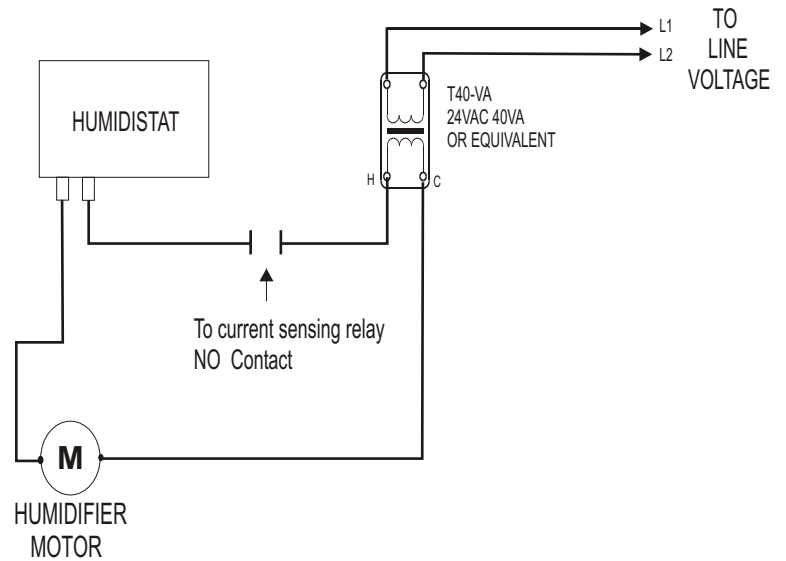 L1
L2
TO
LINE
VOLTAGE
HUMIDISTAT
T40-VA
24VAC 40VA
OR EQUIVALENT
H
C
To current sensing relay
NO Contact
M
HUMIDIFIER
MOTOR